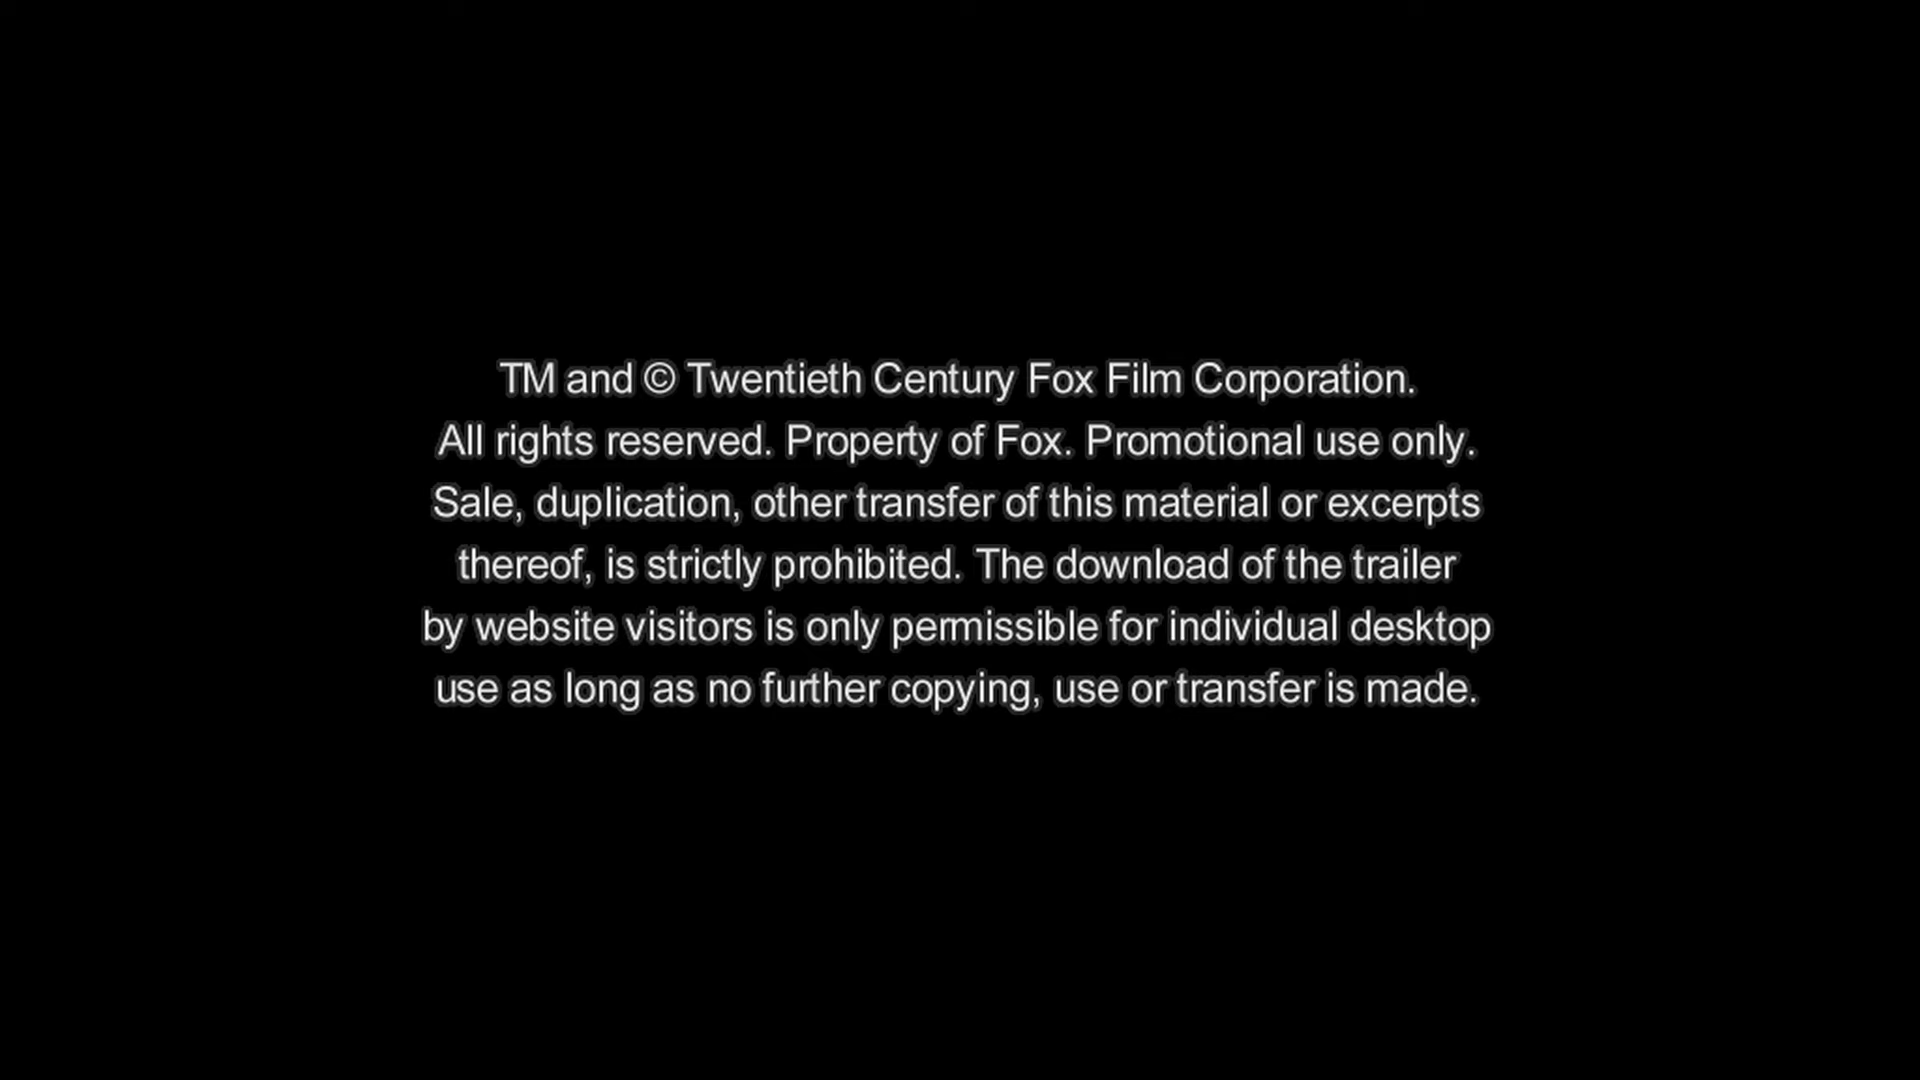 TM and © Twentieth Century Fox Film Corporation.
All rights reserved. Property of Fox. Promotional use only.
Sale, duplication, other transfer of this material or excerpts
thereof, is strictly prohibited. The download of the trailer
by website visitors is only permissible for individual desktop
use as long as no further copying, use or transfer is made.